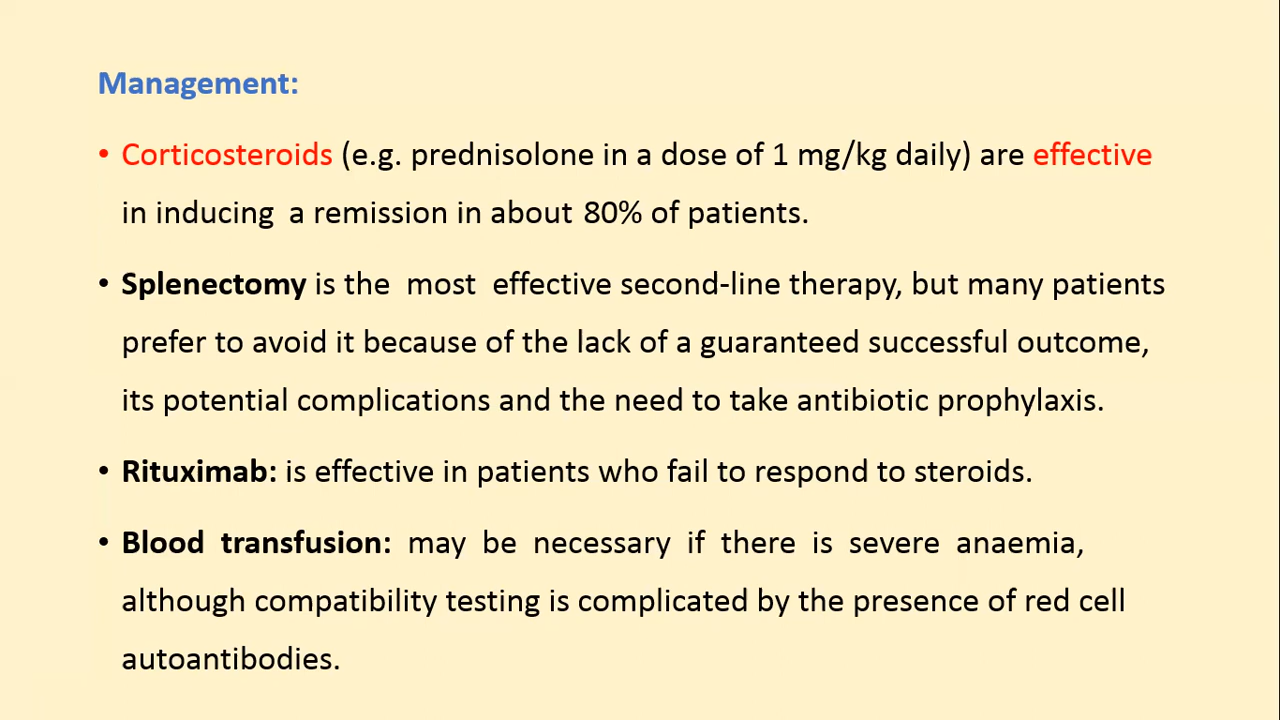 Management:
• Corticosteroids (e.g. prednisolone in a dose of 1 mg/kg daily) are effective
in inducing a remission in about 80% of patients.
• Splenectomy is the most effective second-line therapy, but many patients
prefer to avoid it because of the lack of a guaranteed successful outcome,
its potential complications and the need to take antibiotic prophylaxis.
• Rituximab: is effective in patients who fail to respond to steroids.
• Blood transfusion: may be necessary if there is severe anaemia,
although compatibility testing is complicated by the presence of red cell
autoantibodies.